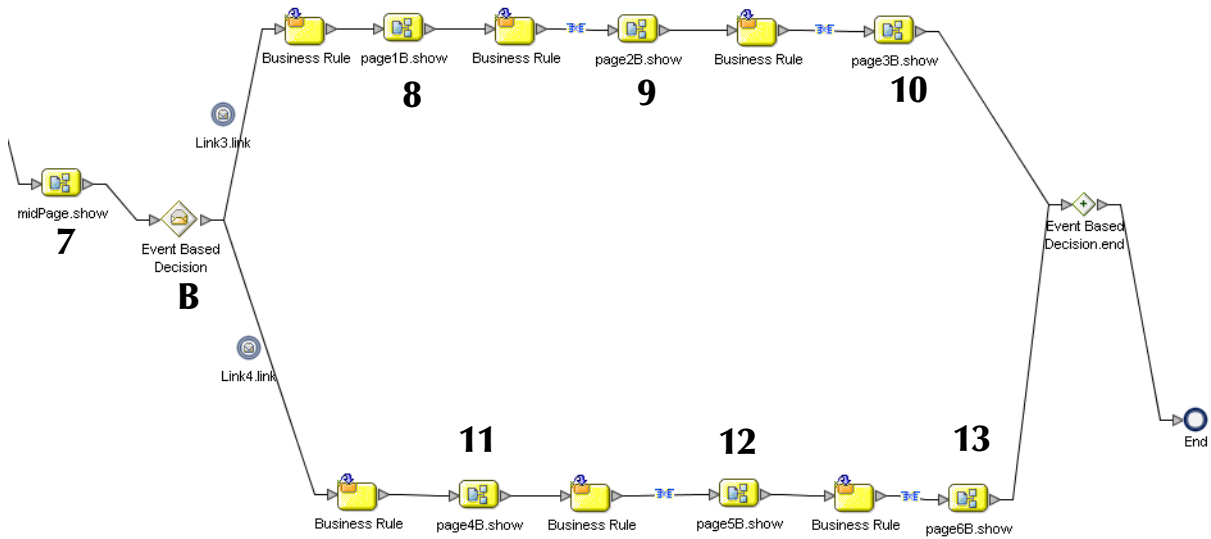 Business Rule
page1B.show
Business Rule
page2B.show
Business Rule
page3B.show
8
9
10
Link3.link
midPage.show
7
Event Based
Decision
B
Event Based
Decision.end
Link4.link
End
11
12
13
Business Rule
page4B.show
Business Rule
page5B.show
Business Rule
page6B.show